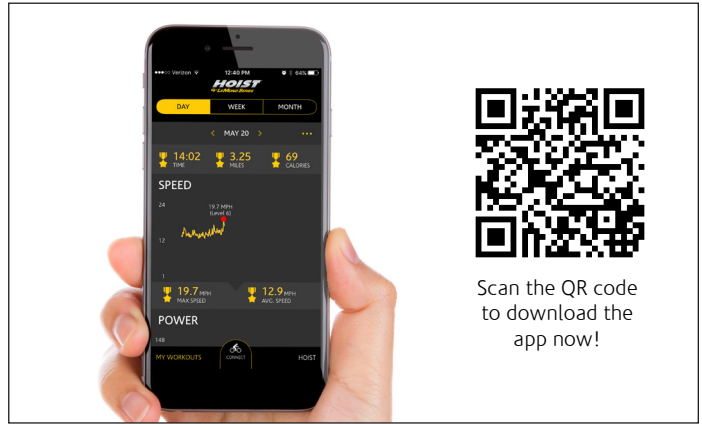 Verizon
12:40 PM
64%
HOIST
LeMond Series
DAY
WEEK
MONTH
< MAY 20 >
...
14:02
TIME
3.25
MILES
69
CALORIES
SPEED
24
19.7 MPH
(Level 6)
12
1
19.7 MPH
MAX SPEED
12.9 MPH
AVG. SPEED
POWER
148
MY WORKOUTS
CONNECT
HOIST
Scan the QR code
to download the
app now!